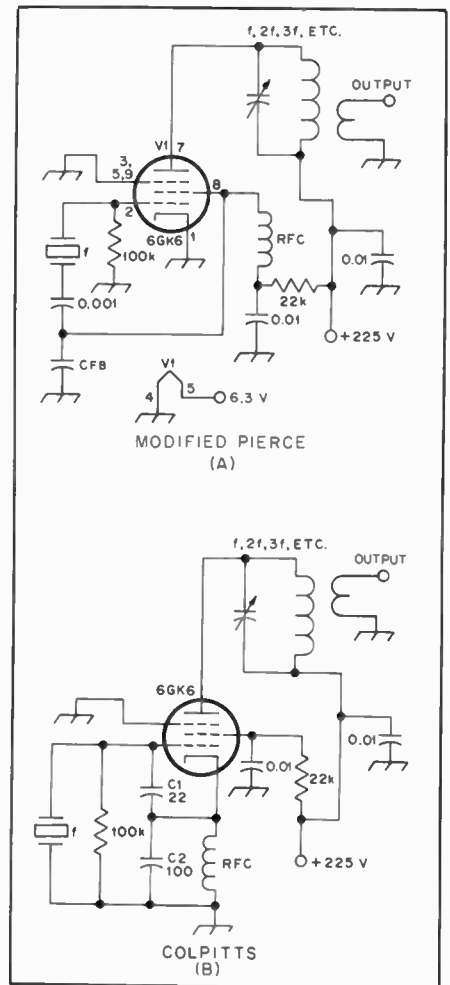 f, 2f, 3f, ETC.
OUTPUT
V1 7
3,
5,9
8
2
6GK6
1
100k
RFC
f
0.001
22k
0.01
0.01
+225 V
CFB
V1
4
5
6.3 V
MODIFIED PIERCE
(A)
f, 2f, 3f, ETC.
OUTPUT
6GK6
C1
22
0.01
22k
0.01
f
100k
C2
100
RFC
+225 V
COLPITTS
(B)